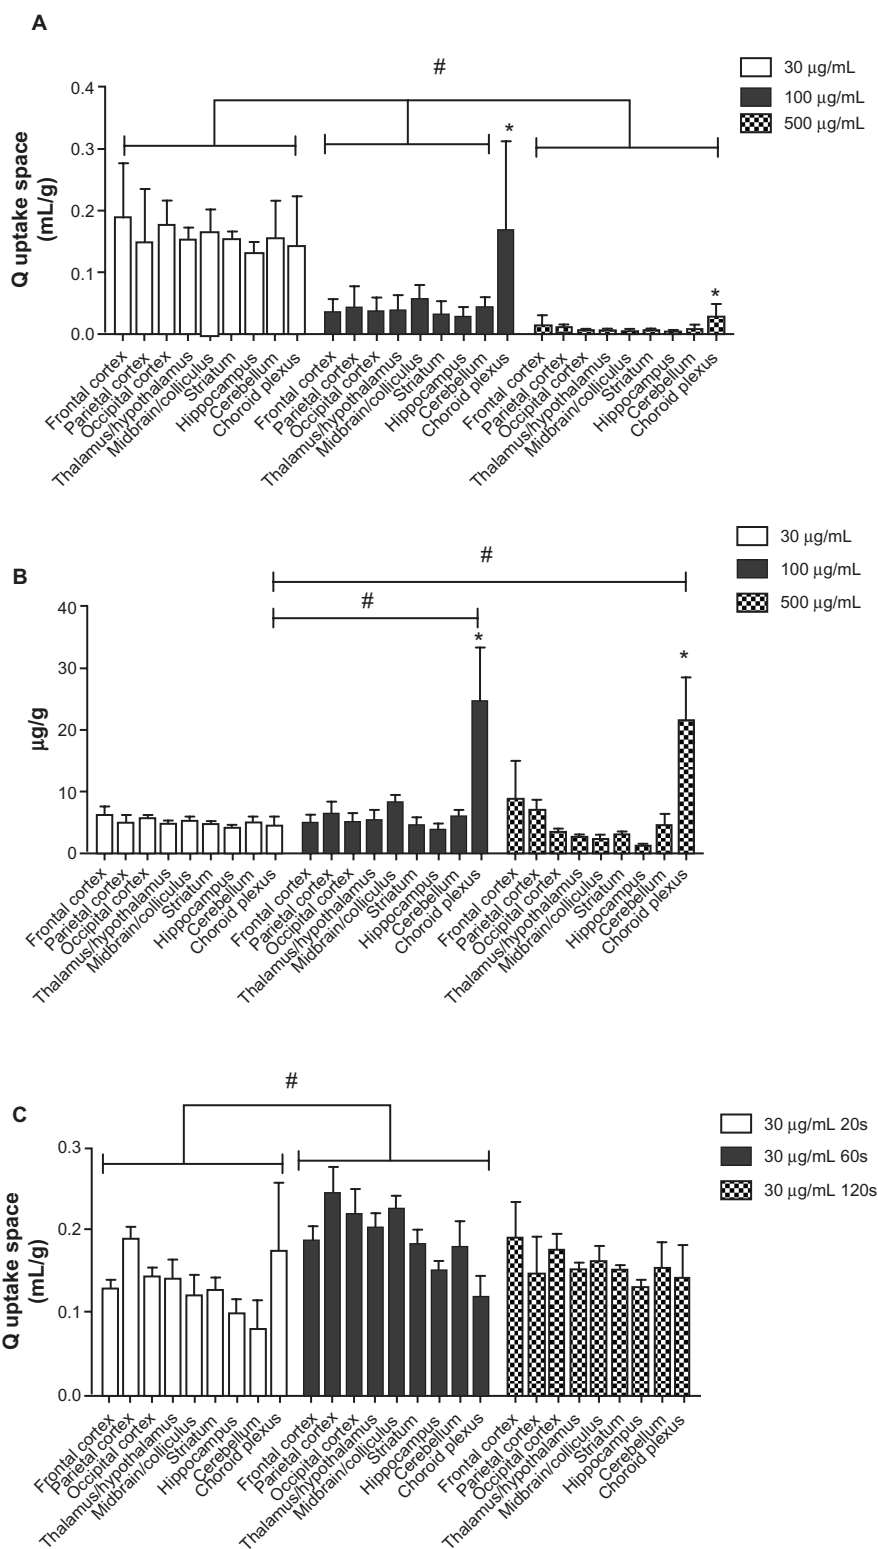 A
#
30 µg/mL
100 µg/mL
500 µg/mL
0.4
0.3
0.2
0.1
0.0
Q uptake space
(mL/g)
*
*
Frontal cortex
Parietal cortex
Occipital cortex
Thalamus/hypothalamus
Midbrain/colliculus
Striatum
Hippocampus
Cerebellum
Choroid plexus
Frontal cortex
Parietal cortex
Occipital cortex
Thalamus/hypothalamus
Midbrain/colliculus
Striatum
Hippocampus
Cerebellum
Choroid plexus
Frontal cortex
Parietal cortex
Occipital cortex
Thalamus/hypothalamus
Midbrain/colliculus
Striatum
Hippocampus
Cerebellum
Choroid plexus
B
#
#
30 µg/mL
100 µg/mL
500 µg/mL
40
30
20
10
0
µg/g
*
*
Frontal cortex
Parietal cortex
Occipital cortex
Thalamus/hypothalamus
Midbrain/colliculus
Striatum
Hippocampus
Cerebellum
Choroid plexus
Frontal cortex
Parietal cortex
Occipital cortex
Thalamus/hypothalamus
Midbrain/colliculus
Striatum
Hippocampus
Cerebellum
Choroid plexus
Frontal cortex
Parietal cortex
Occipital cortex
Thalamus/hypothalamus
Midbrain/colliculus
Striatum
Hippocampus
Cerebellum
Choroid plexus
C
#
30 µg/mL 20s
30 µg/mL 60s
30 µg/mL 120s
0.3
0.2
0.1
0.0
Q uptake space
(mL/g)
Frontal cortex
Parietal cortex
Occipital cortex
Thalamus/hypothalamus
Midbrain/colliculus
Striatum
Hippocampus
Cerebellum
Choroid plexus
Frontal cortex
Parietal cortex
Occipital cortex
Thalamus/hypothalamus
Midbrain/colliculus
Striatum
Hippocampus
Cerebellum
Choroid plexus
Frontal cortex
Parietal cortex
Occipital cortex
Thalamus/hypothalamus
Midbrain/colliculus
Striatum
Hippocampus
Cerebellum
Choroid plexus